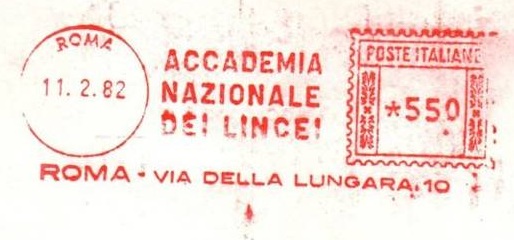 ROMA
11.2.82
ACCADEMIA
NAZIONALE
DEI LINCEI
POSTE ITALIANE
*550
ROMA - VIA DELLA LUNGARA, 10